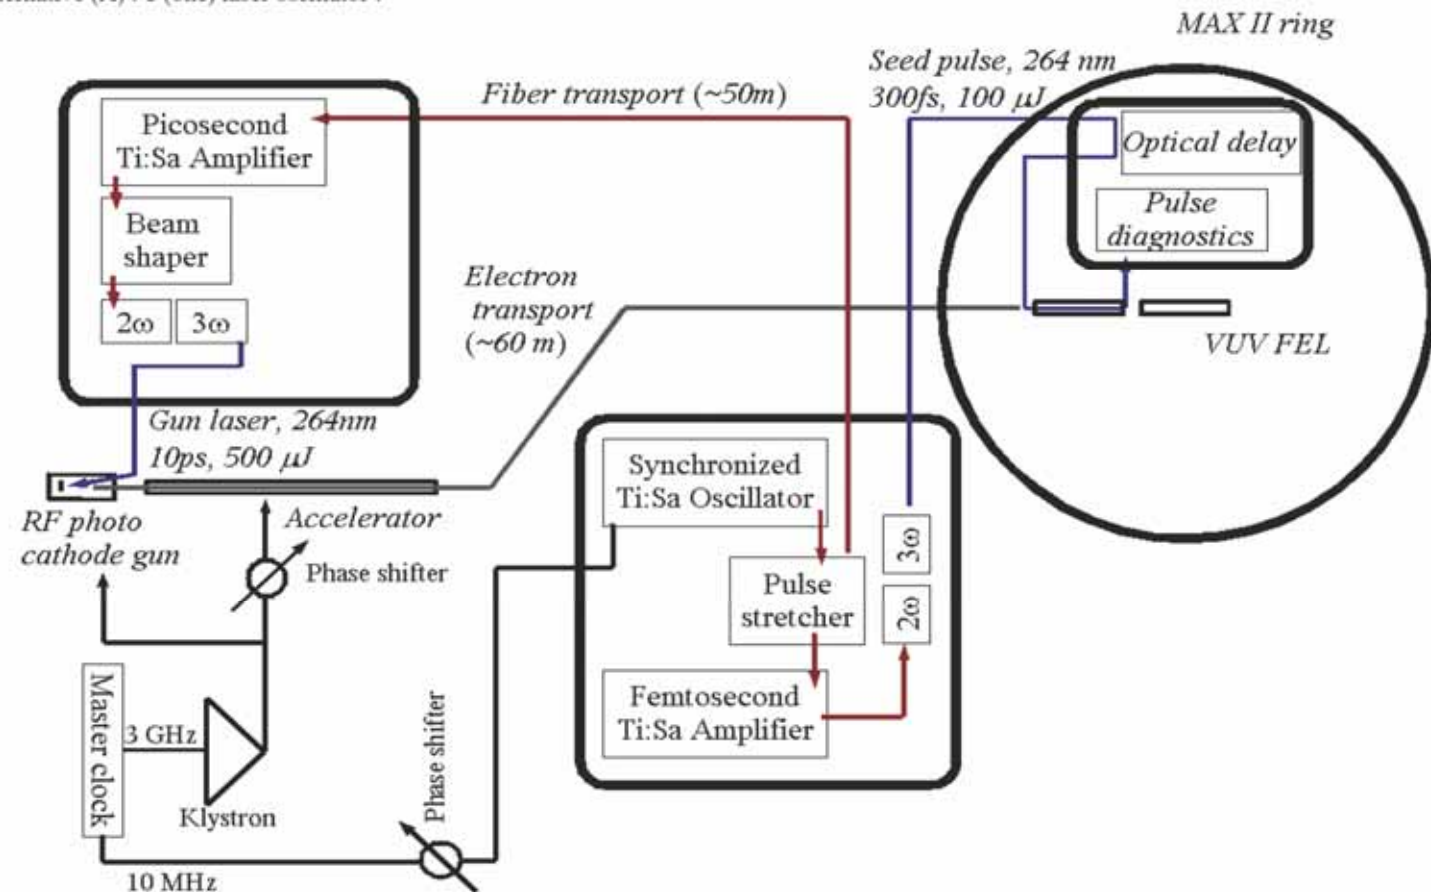 MAX II ring
Seed pulse, 264 nm
300fs, 100 μJ
Fiber transport (~50m)
Picosecond
Ti:Sa Amplifier
Optical delay
Beam
shaper
Pulse
diagnostics
Electron
transport
(~60 m)
2ω
3ω
VUV FEL
Gun laser, 264nm
10ps, 500 μJ
Synchronized
Ti:Sa Oscillator
RF photo
cathode gun
Accelerator
Phase shifter
3ω
Pulse
stretcher
2ω
Master clock
3 GHz
Klystron
Phase shifter
Femtosecond
Ti:Sa Amplifier
10 MHz